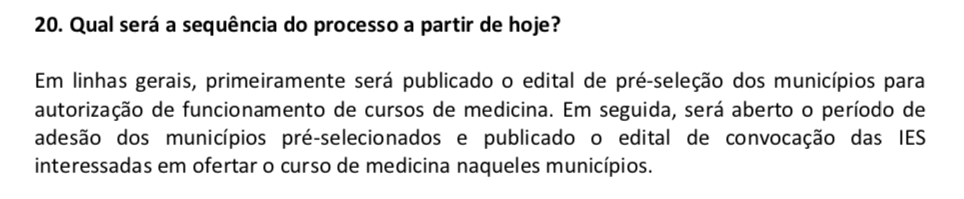 20. Qual será a sequência do processo a partir de hoje?
Em linhas gerais, primeiramente será publicado o edital de pré-seleção dos municípios para
autorização de funcionamento de cursos de medicina. Em seguida, será aberto o período de
adesão dos municípios pré-selecionados e publicado o edital de convocação das IES
interessadas em ofertar o curso de medicina naqueles municípios.